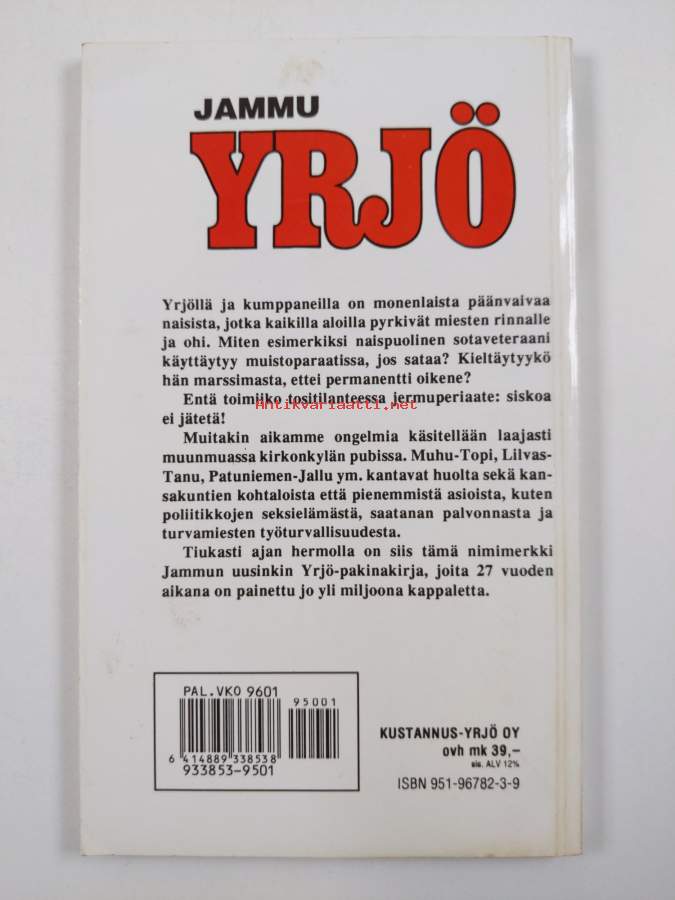 JAMMU
YRJÖ
Yrjöllä ja kumppaneilla on monenlaista päänvaivaa
naisista, jotka kaikilla aloilla pyrkivät miesten rinnalle
ja ohi. Miten esimerkiksi naispuolinen sotaveteraani
käyttäytyy muistoparaatissa, jos sataa? Kieltäytyykö
hän marssimasta, ettei permanentti oikene?
Entä toimiiko tositilanteessa jermuperiaate: siskoa
Antikvariaatti.net
ei jätetä!
Muitakin aikamme ongelmia käsitellään laajasti
muunmuassa kirkonkylän pubissa. Muhu-Topi, Lilvas-
Tanu, Patuniemen-Jallu ym. kantavat huolta sekä kan-
sakuntien kohtaloista että pienemmistä asioista, kuten
poliitikkojen seksielämästä, saatanan palvonnasta ja
turvamiesten työturvallisuudesta.
Tiukasti ajan hermolla on siis tämä nimimerkki
Jammun uusinkin Yrjö-pakinakirja, joita 27 vuoden
aikana on painettu jo yli miljoona kappaletta.
PAL.VKO 9601
95001
6 414889 338538
933853-9501
KUSTANNUS-YRJÖ OY
ovh mk 39,–
sis. ALV 12%
ISBN 951-96782-3-9